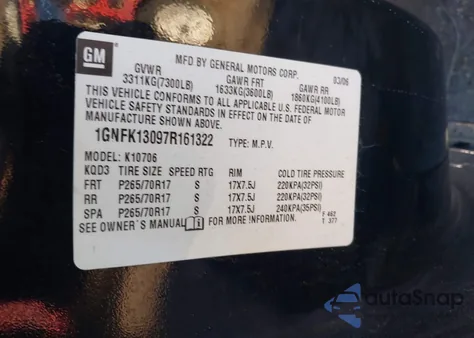 GM
MFD BY GENERAL MOTORS CORP. 03/06
GVWR GAWR FRT GAWR RR
3311KG(7300LB) 1633KG(3600LB) 1860KG(4100LB)
THIS VEHICLE CONFORMS TO ALL APPLICABLE U.S. FEDERAL MOTOR
VEHICLE SAFETY STANDARDS IN EFFECT ON THE DATE OF
MANUFACTURE SHOWN ABOVE.
1GNFK13097R161322 TYPE: M.P.V.
MODEL: K10706
KQD3 TIRE SIZE SPEED RTG RIM COLD TIRE PRESSURE
FRT P265/70R17 S 17X7.5J 220KPA(32PSI)
RR P265/70R17 S 17X7.5J 220KPA(32PSI)
SPA P265/70R17 S 17X7.5J 240KPA(35PSI)
SEE OWNER'S MANUAL FOR MORE INFORMATION.
F 462
T 377
autoSnap